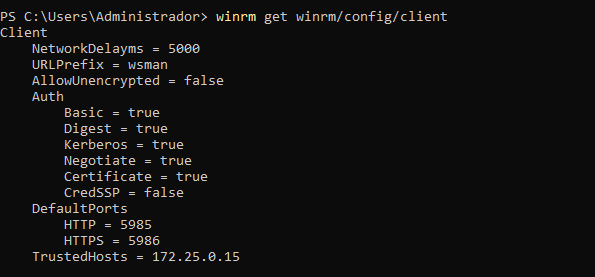 PS C:\Users\Administrador> winrm get winrm/config/client
Client
    NetworkDelayms = 5000
    URLPrefix = wsman
    AllowUnencrypted = false
    Auth
        Basic = true
        Digest = true
        Kerberos = true
        Negotiate = true
        Certificate = true
        CredSSP = false
    DefaultPorts
        HTTP = 5985
        HTTPS = 5986
    TrustedHosts = 172.25.0.15